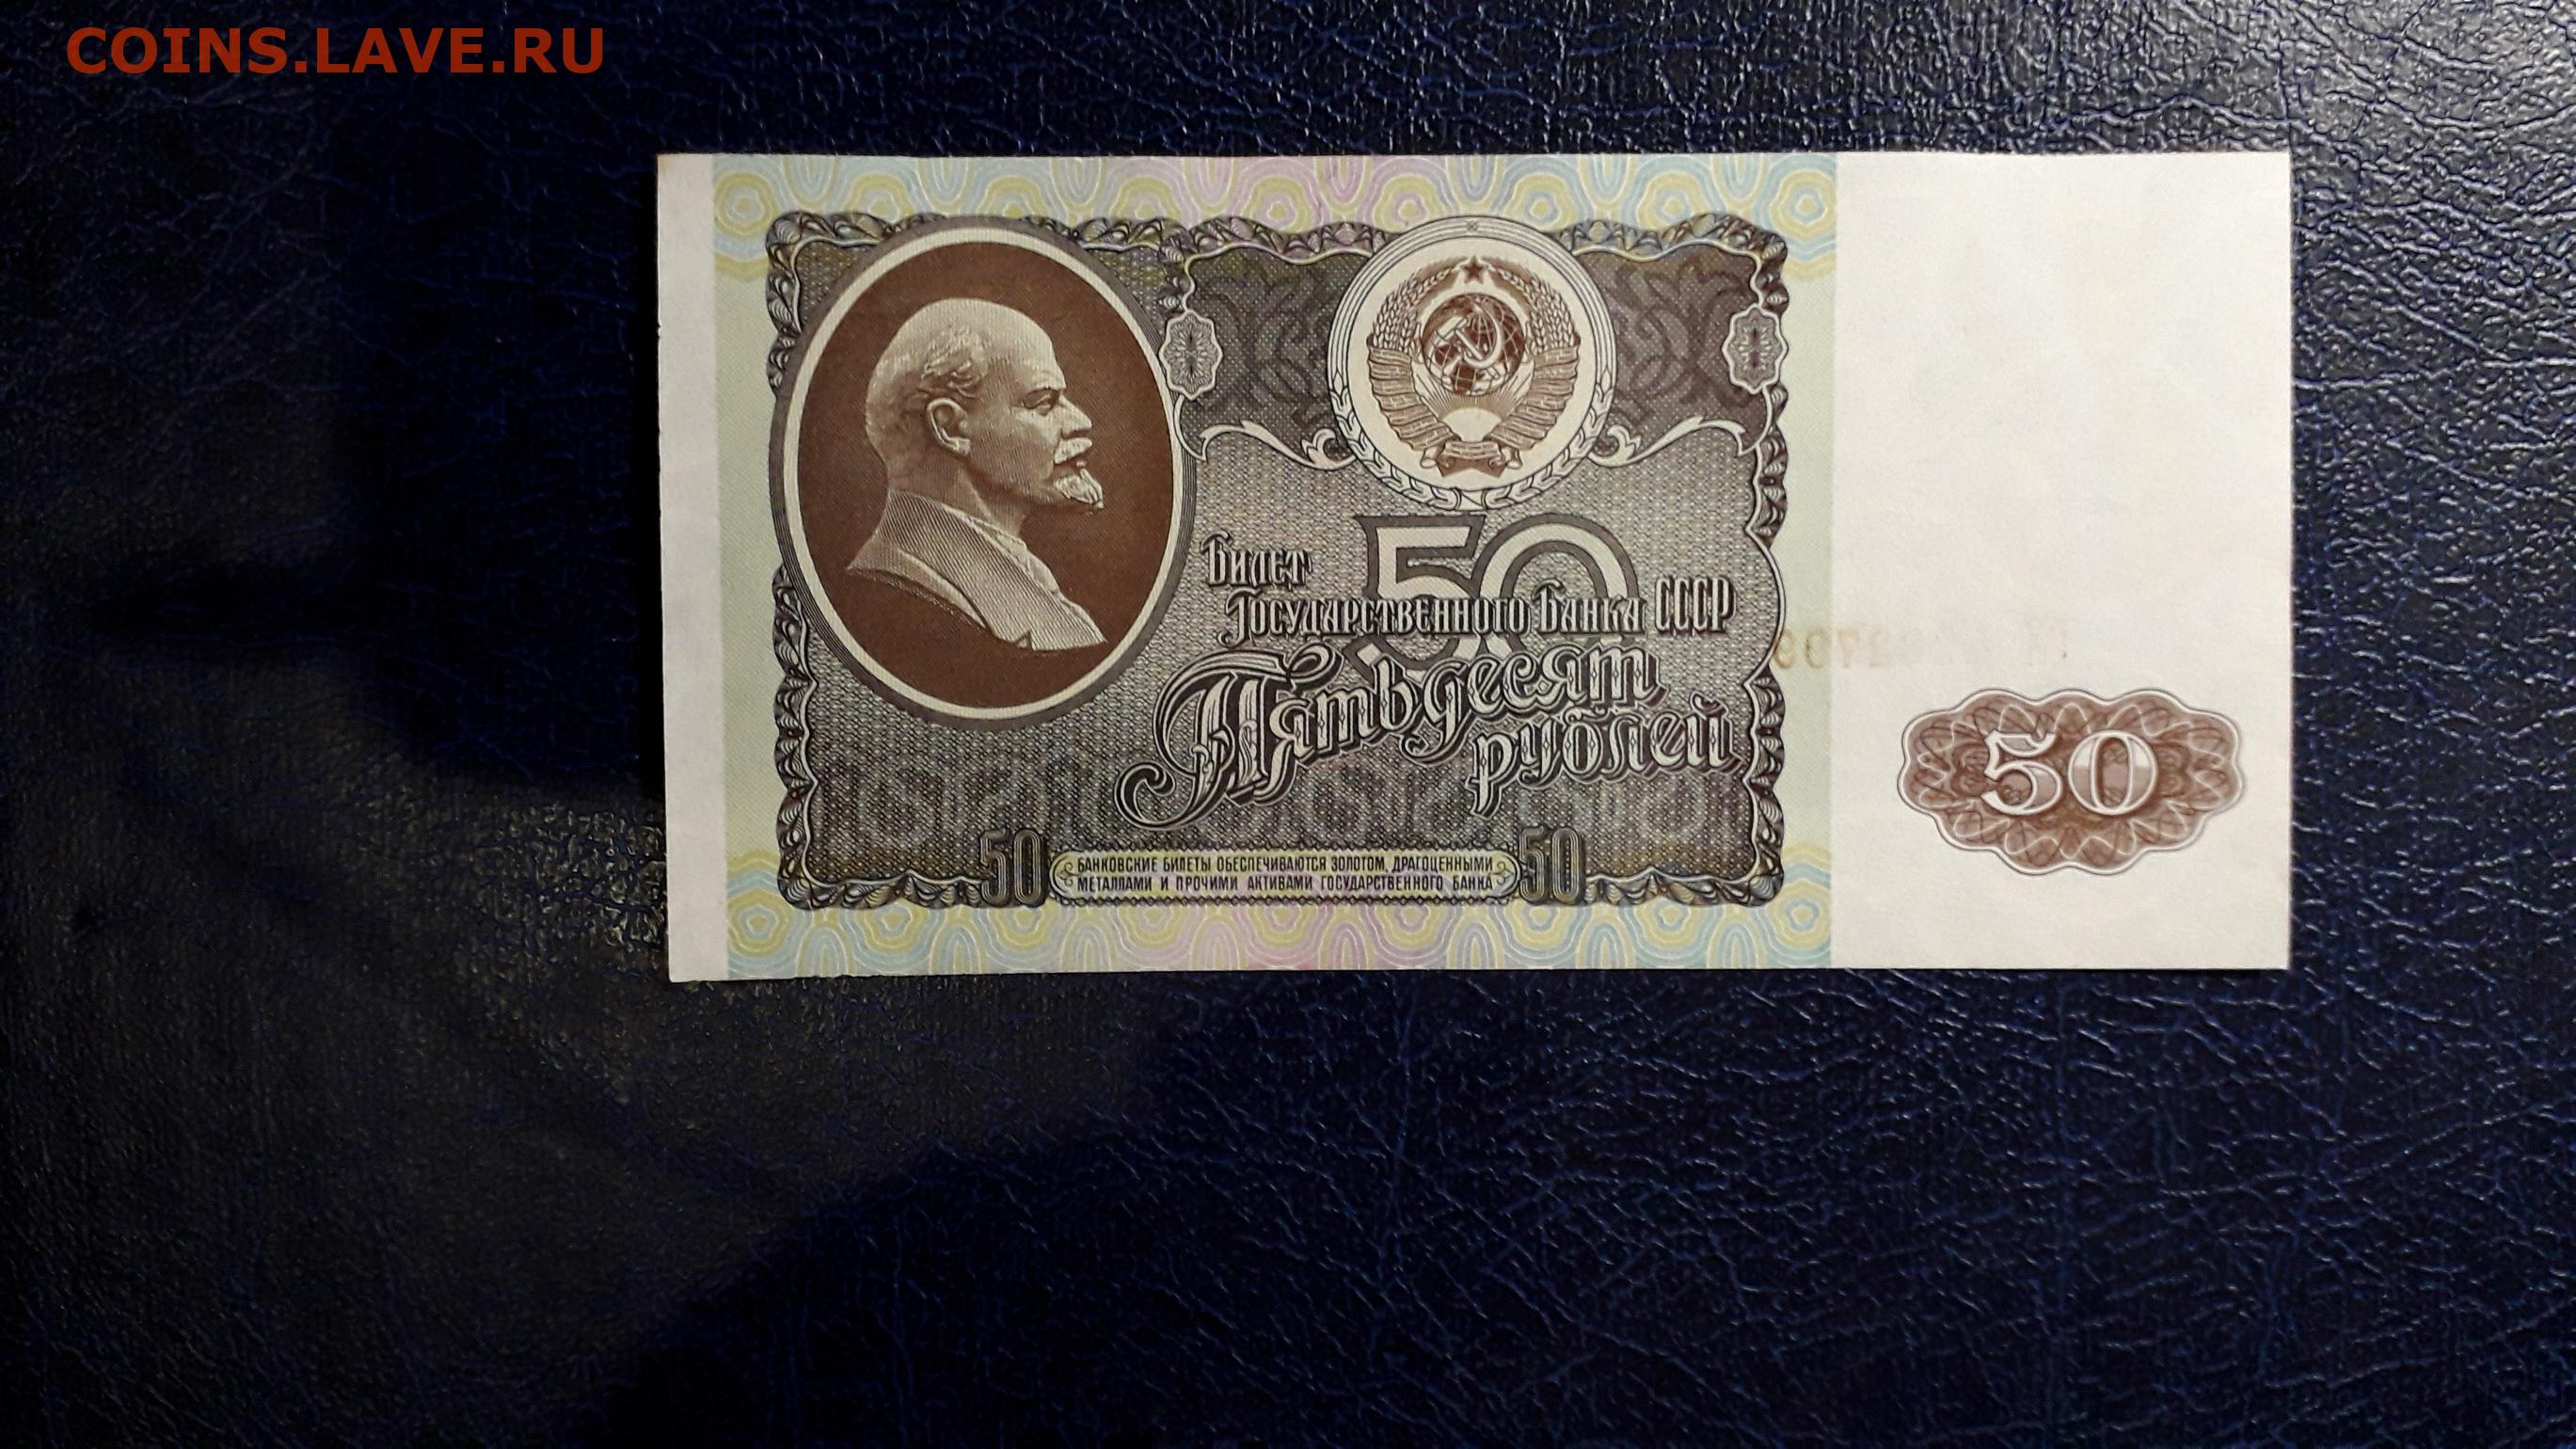 COINS.LAVE.RU
50
Билет
Государственного Банка СССР
Пятьдесят
рублей
50
50 БАНКОВСКИЕ БИЛЕТЫ ОБЕСПЕЧИВАЮТСЯ ЗОЛОТОМ, ДРАГОЦЕННЫМИ 50
МЕТАЛЛАМИ И ПРОЧИМИ АКТИВАМИ ГОСУДАРСТВЕННОГО БАНКА